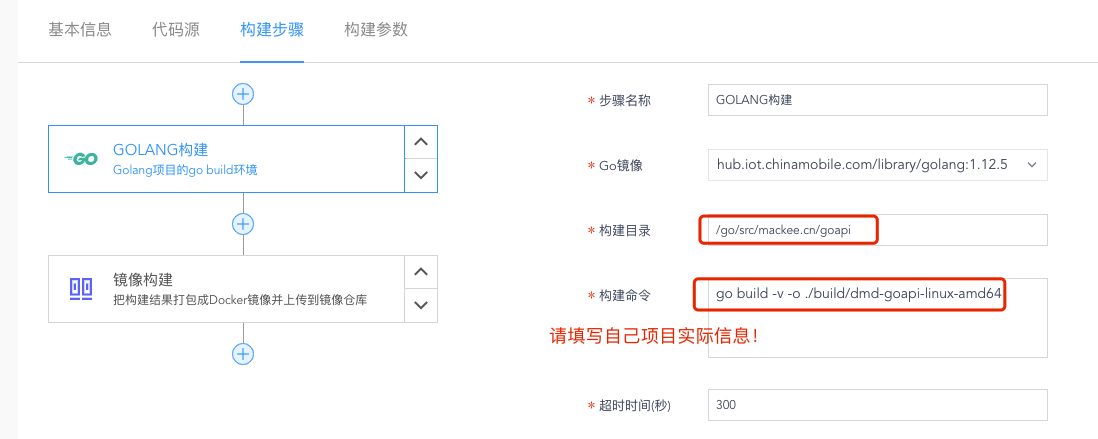 基本信息 代码源 构建步骤 构建参数
GO GOLANG构建
Golang项目的go build环境
镜像构建
把构建结果打包成Docker镜像并上传到镜像仓库
* 步骤名称 GOLANG构建
* Go镜像 hub.iot.chinamobile.com/library/golang:1.12.5
* 构建目录 /go/src/mackee.cn/goapi
* 构建命令 go build -v -o ./build/dmd-goapi-linux-amd64
请填写自己项目实际信息！
* 超时时间(秒) 300